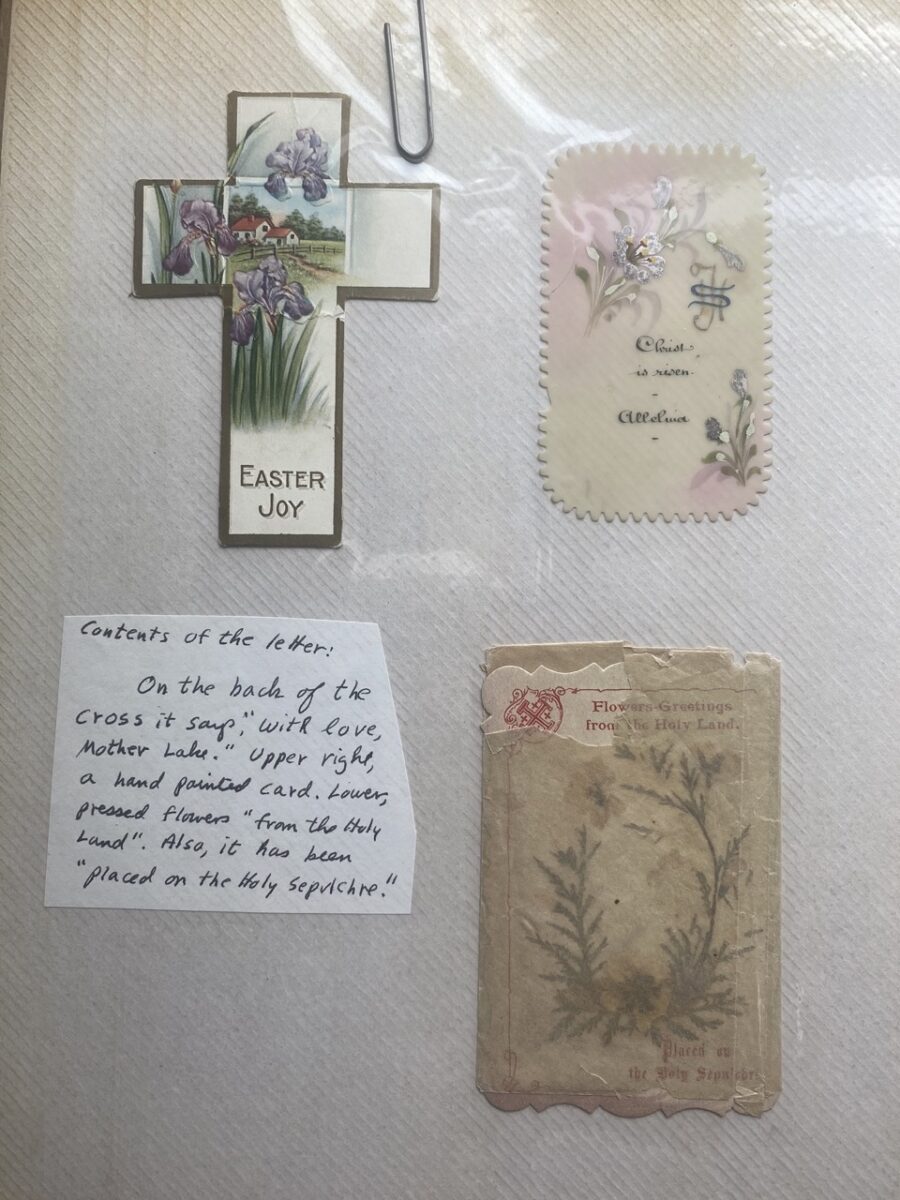 EASTER
JOY
Christ
is risen
-
Alleluia
-
Contents of the letter:
On the back of the
Cross it says, "With love,
Mother Lake." Upper right,
a hand painted card. Lower,
pressed flowers "from the Holy
Land". Also, it has been
"placed on the Holy Sepulchre."
Flowers-Greetings
from the Holy Land.
Placed on
the Holy Sepulchr